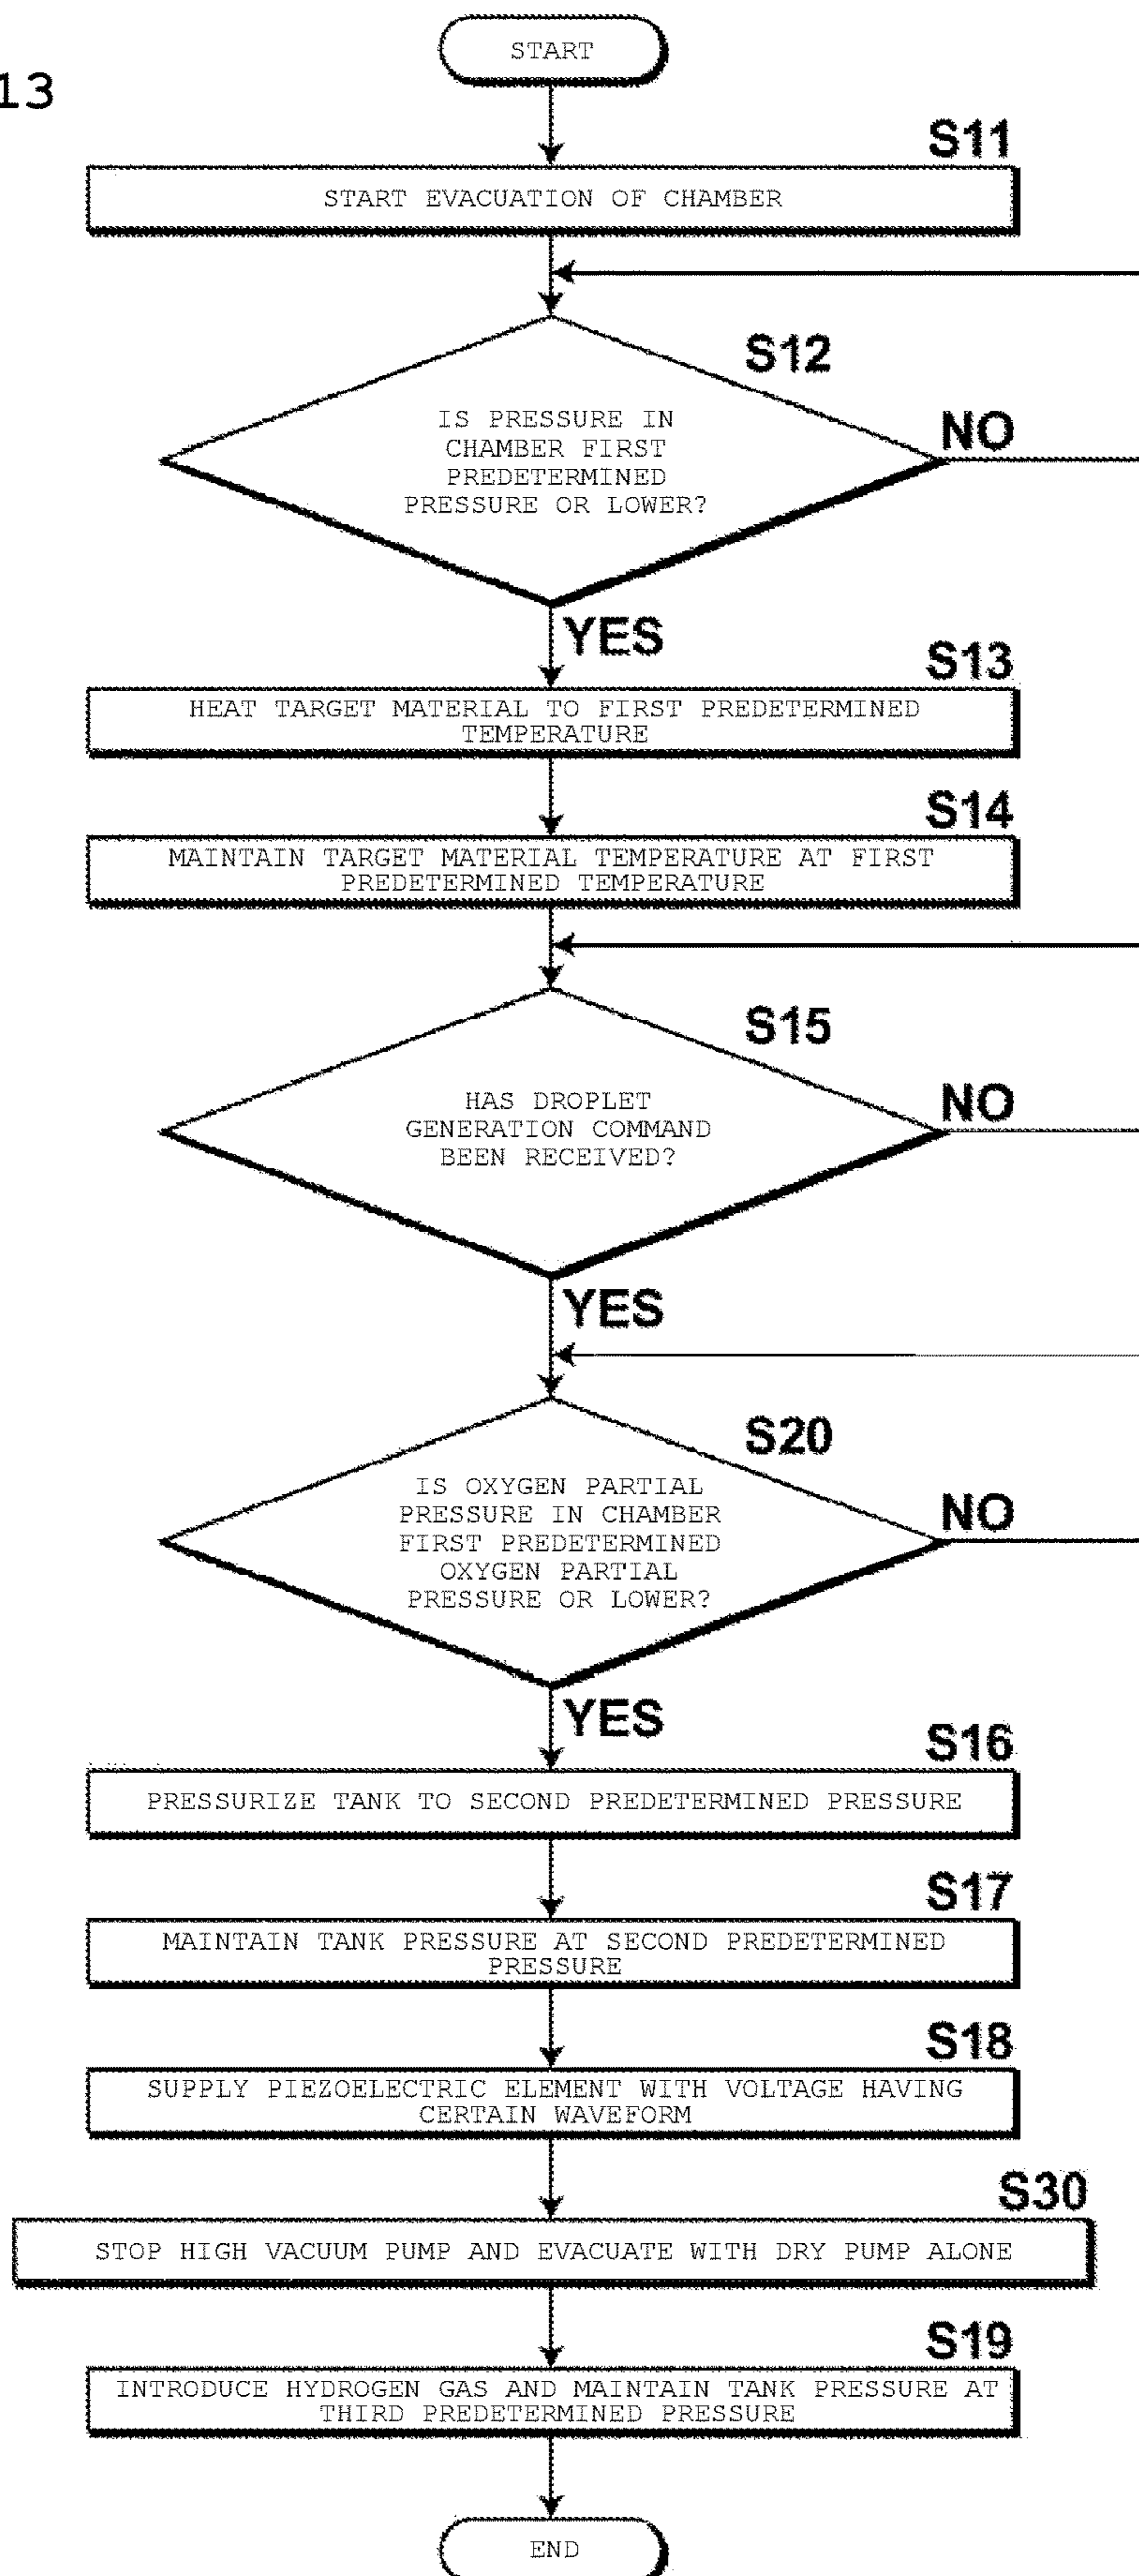 13
START
S11
START EVACUATION OF CHAMBER
S12
IS PRESSURE IN
CHAMBER FIRST
PREDETERMINED
PRESSURE OR LOWER?
NO
YES
S13
HEAT TARGET MATERIAL TO FIRST PREDETERMINED
TEMPERATURE
S14
MAINTAIN TARGET MATERIAL TEMPERATURE AT FIRST
PREDETERMINED TEMPERATURE
S15
HAS DROPLET
GENERATION COMMAND
BEEN RECEIVED?
NO
YES
S20
IS OXYGEN PARTIAL
PRESSURE IN CHAMBER
FIRST PREDETERMINED
OXYGEN PARTIAL
PRESSURE OR LOWER?
NO
YES
S16
PRESSURIZE TANK TO SECOND PREDETERMINED PRESSURE
S17
MAINTAIN TANK PRESSURE AT SECOND PREDETERMINED
PRESSURE
S18
SUPPLY PIEZOELECTRIC ELEMENT WITH VOLTAGE HAVING
CERTAIN WAVEFORM
S30
STOP HIGH VACUUM PUMP AND EVACUATE WITH DRY PUMP ALONE
S19
INTRODUCE HYDROGEN GAS AND MAINTAIN TANK PRESSURE AT
THIRD PREDETERMINED PRESSURE
END